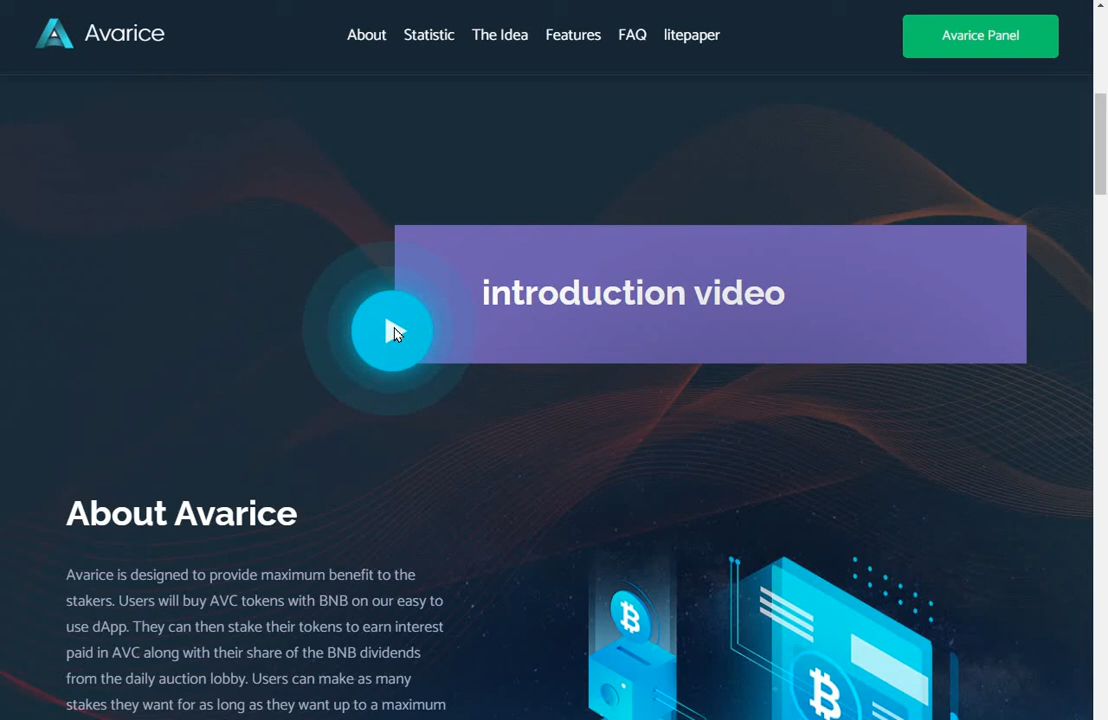 Avarice
About Statistic The Idea Features FAQ litepaper
Avarice Panel
introduction video
About Avarice
Avarice is designed to provide maximum benefit to the
stakers. Users will buy AVC tokens with BNB on our easy to
use dApp. They can then stake their tokens to earn interest
paid in AVC along with their share of the BNB dividends
from the daily auction lobby. Users can make as many
stakes they want for as long as they want up to a maximum